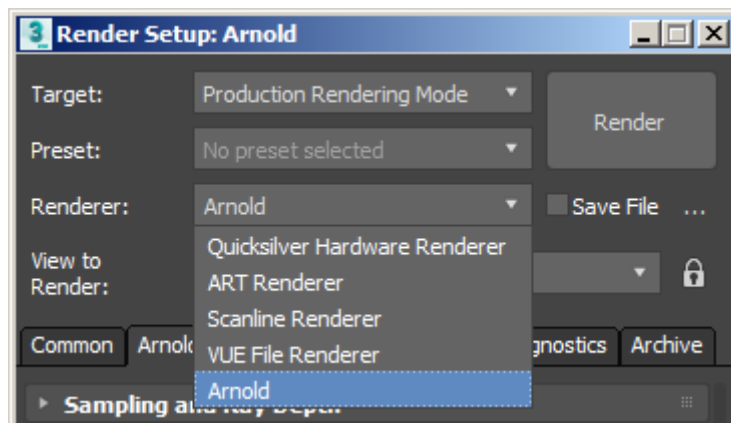 Render Setup: Arnold
Target: Production Rendering Mode
Render
Preset: No preset selected
Renderer: Arnold Save File ...
Quicksilver Hardware Renderer
View to
Render:
ART Renderer
Scanline Renderer
VUE File Renderer
Arnold
Common Archive
Sampling